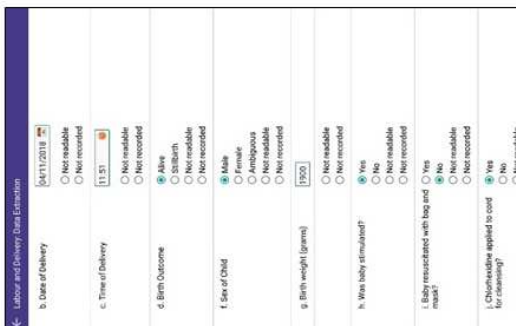 ← Labour and Delivery: Data Extraction
b. Date of Delivery
04/11/2018
Not readable
Not recorded
c. Time of Delivery
11:51
Not readable
Not recorded
d. Birth Outcome
Alive
Stillbirth
Not readable
Not recorded
f. Sex of Child
Male
Female
Ambiguous
Not readable
Not recorded
g. Birth weight (grams)
1900
Not readable
Not recorded
h. Was baby stimulated?
Yes
No
Not readable
Not recorded
i. Baby resuscitated with bag and
mask?
Yes
No
Not readable
Not recorded
j. Chlorhexidine applied to cord
for cleansing?
Yes
No